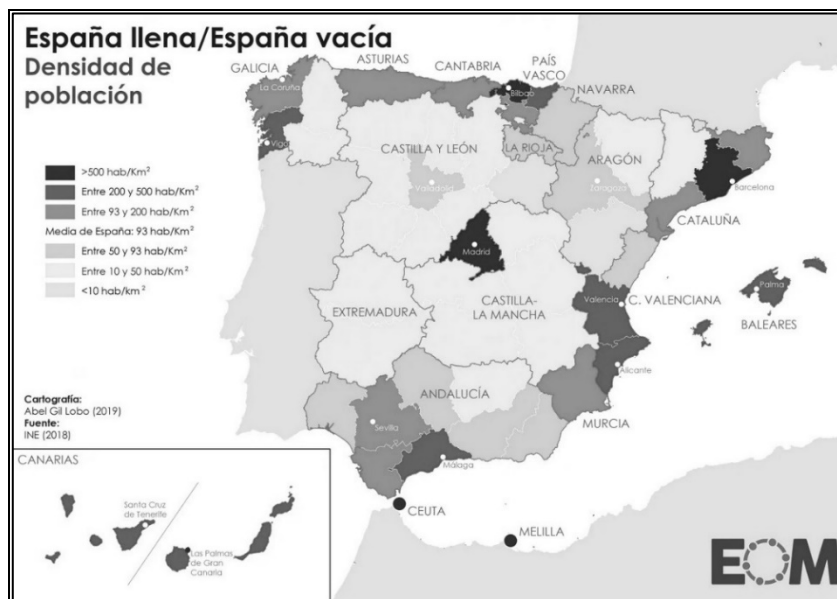 España llena/España vacía
Densidad de
población
>500 hab/Km²
Entre 200 y 500 hab/Km²
Entre 93 y 200 hab/Km²
Media de España: 93 hab/Km²
Entre 50 y 93 hab/Km²
Entre 10 y 50 hab/Km²
<10 hab/km²
GALICIA
ASTURIAS
CANTABRIA
PAÍS
VASCO
NAVARRA
La Coruña
Bilbao
Vigo
CASTILLA Y LEÓN
LA RIOJA
ARAGÓN
Valladolid
Zaragoza
Barcelona
CATALUÑA
Madrid
EXTREMADURA
CASTILLA-
LA MANCHA
Valencia
C. VALENCIANA
Palma
BALEARES
Alicante
ANDALUCÍA
MURCIA
Sevilla
Málaga
CEUTA
MELILLA
Cartografía:
Abel Gil Lobo (2019)
Fuente:
INE (2018)
CANARIAS
Santa Cruz
de Tenerife
Las Palmas
de Gran
Canaria
EOM